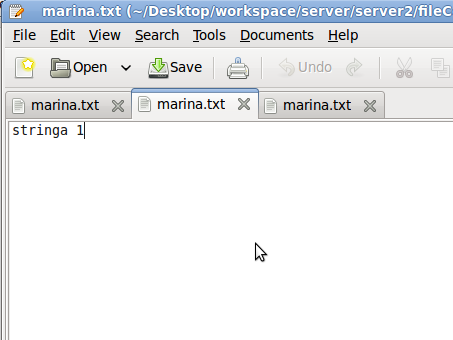 marina.txt (~/Desktop/workspace/server/server2/fileC
File Edit View Search Tools Documents Help
Open Save Undo
marina.txt marina.txt marina.txt
stringa 1